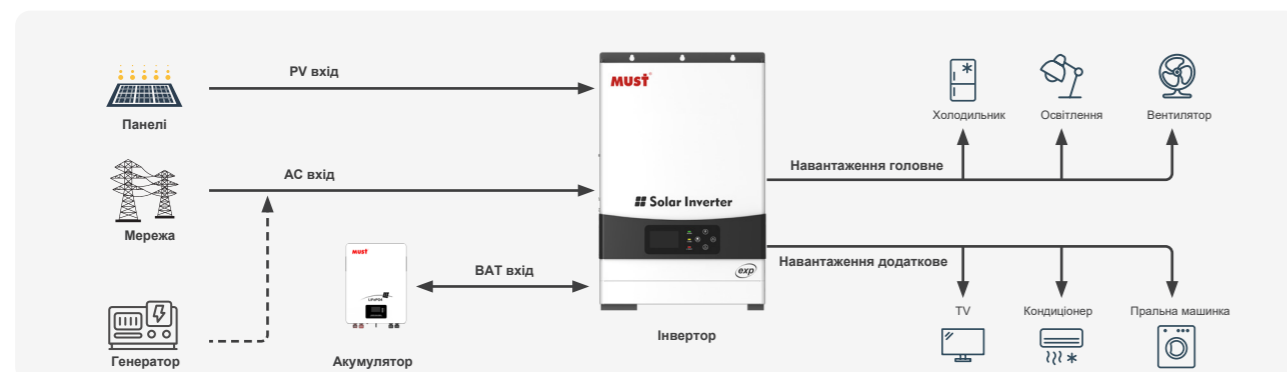 PV вхід
Панелі
AC вхід
Мережа
Генератор
MUST
LiFePO4
Акумулятор
BAT вхід
MUST
Solar Inverter
exp
Інвертор
Холодильник
Освітлення
Вентилятор
Навантаження головне
Навантаження додаткове
TV
Кондиціонер
Пральна машинка